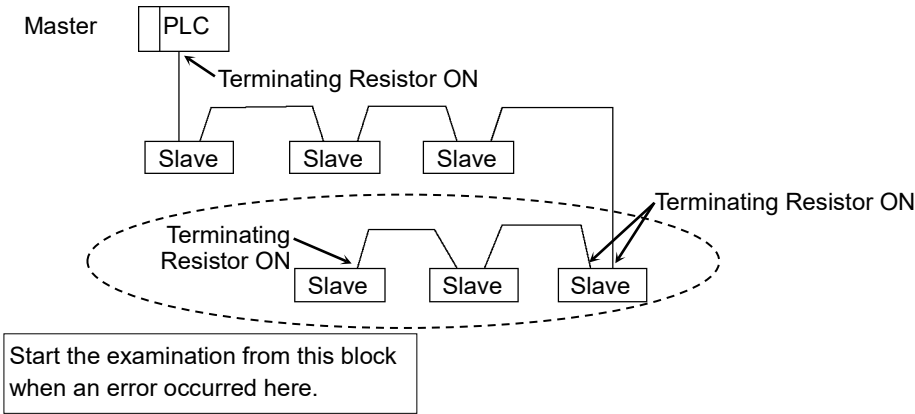 Master
PLC
Terminating Resistor ON
Slave
Slave
Slave
Terminating Resistor ON
Terminating
Resistor ON
Slave
Slave
Slave
Start the examination from this block
when an error occurred here.